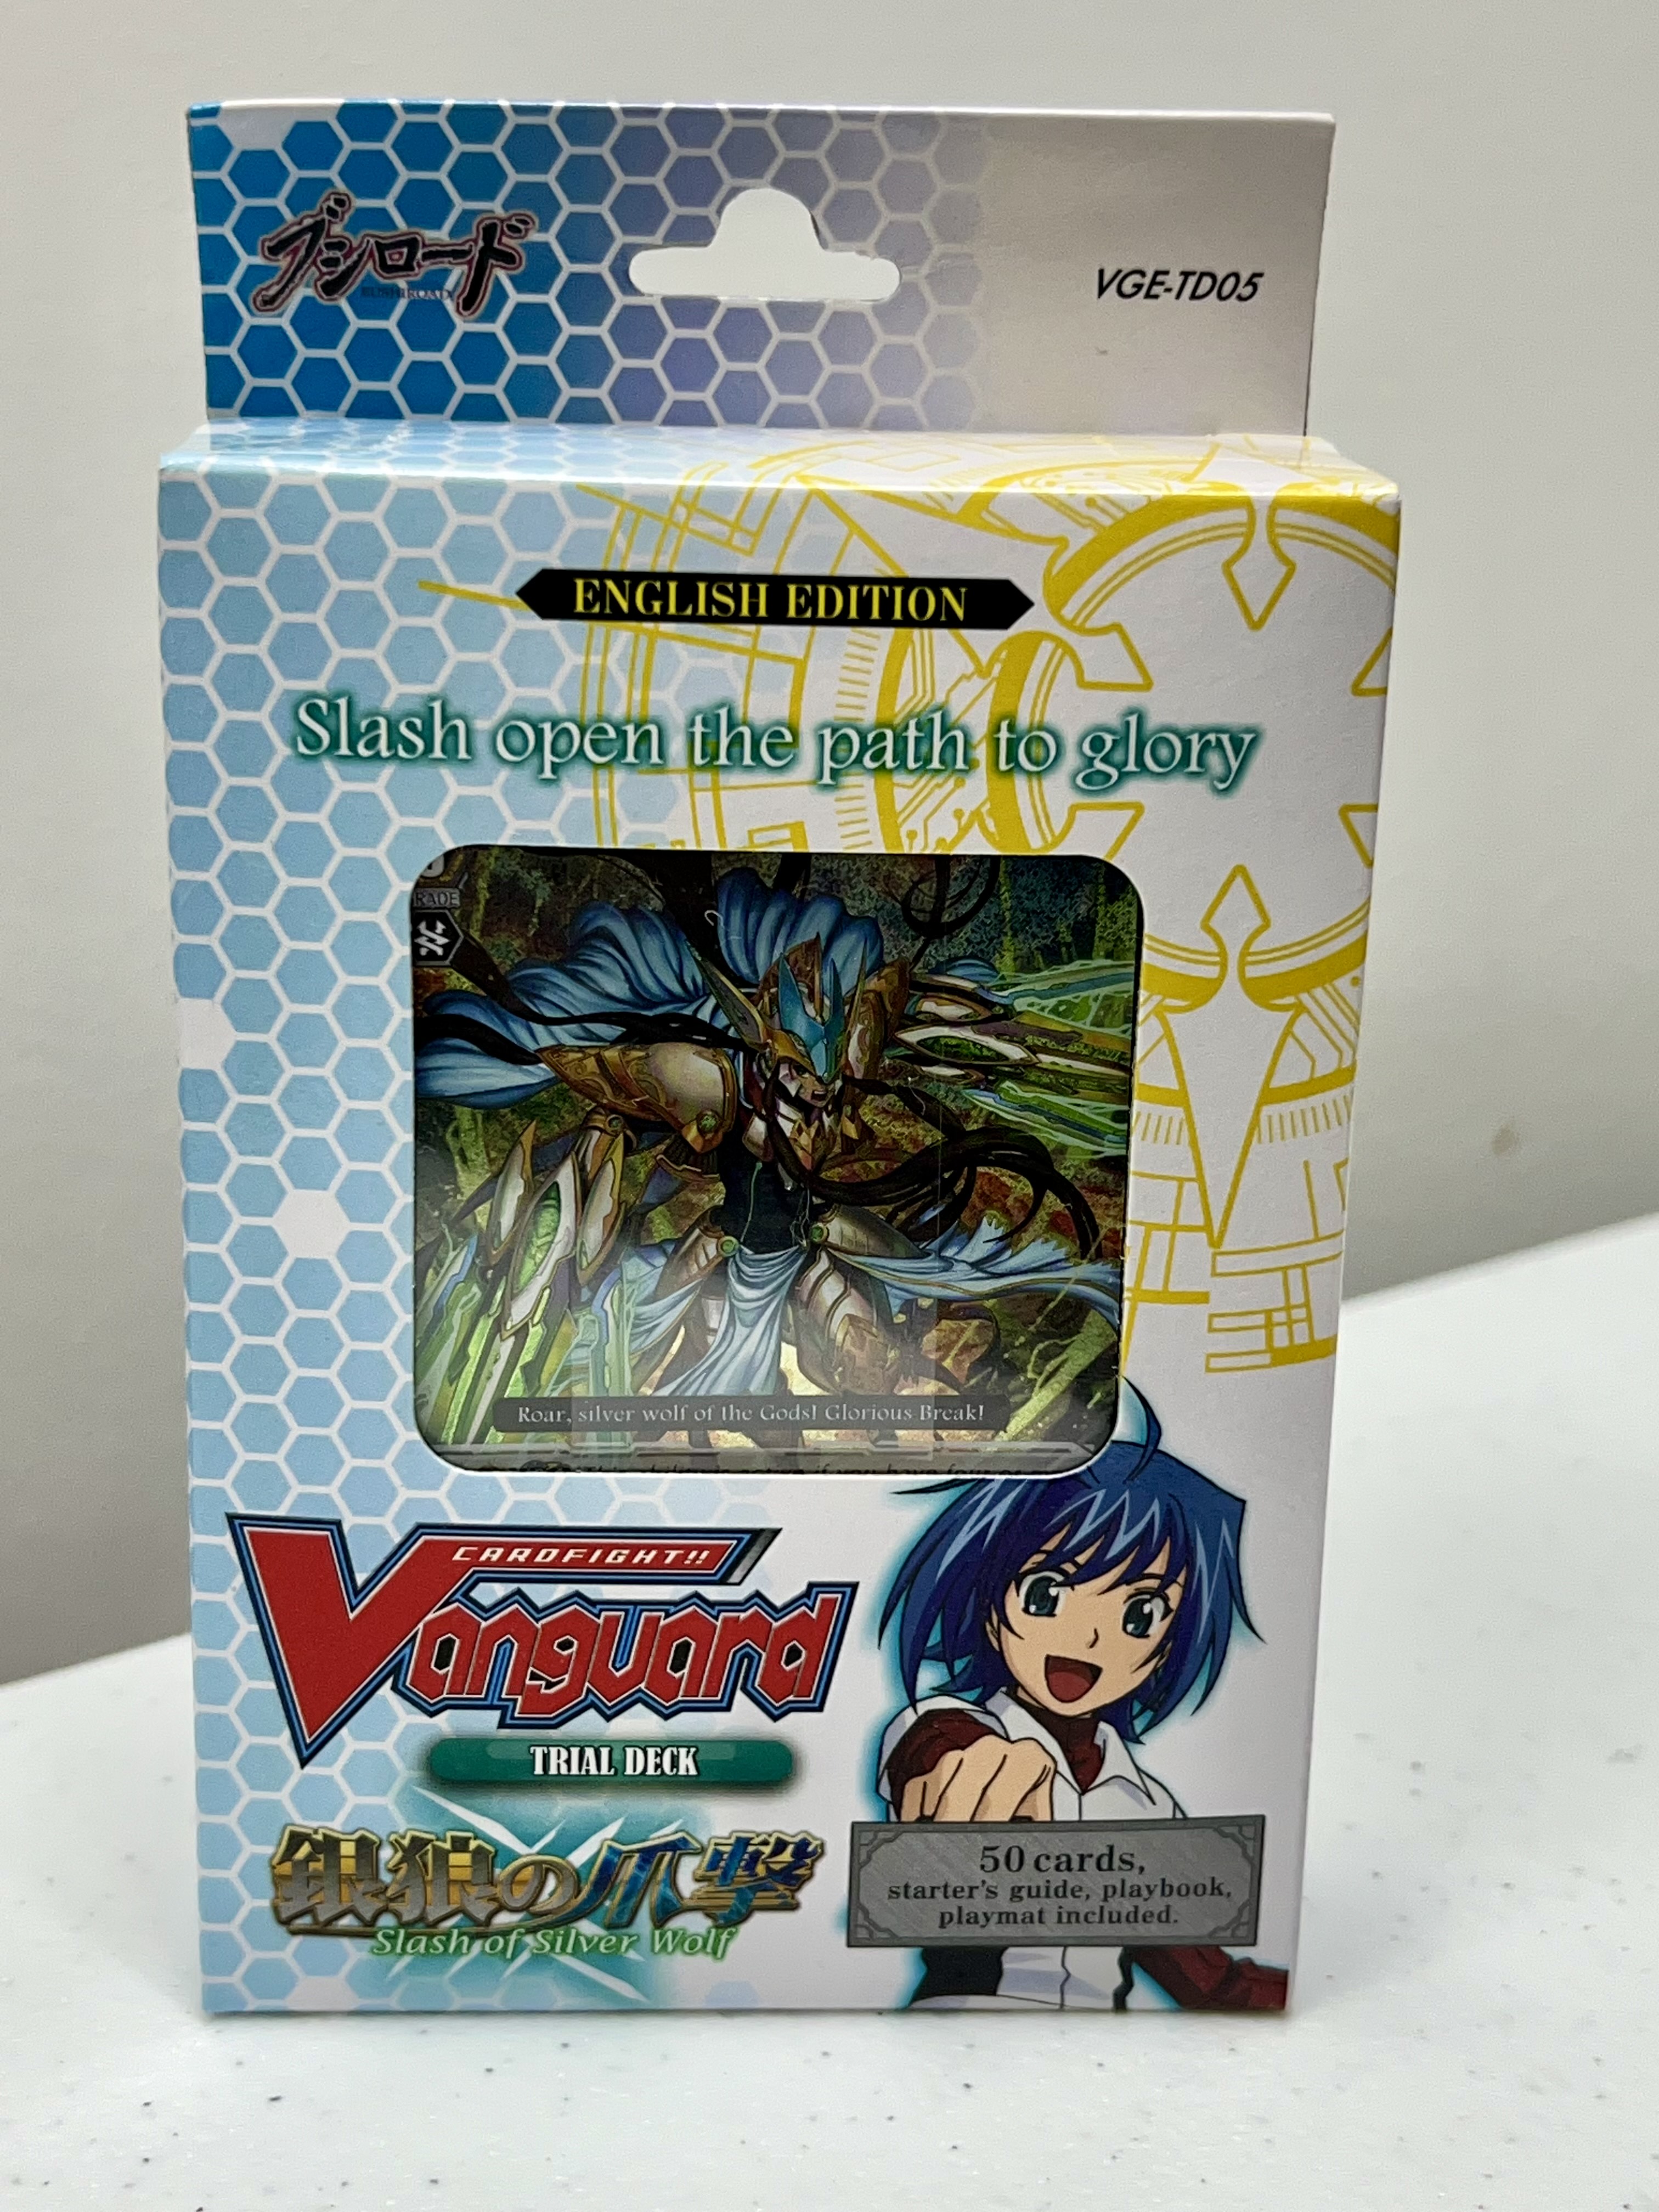 ブシロード
BUSHIROAD
VGE-TD05
ENGLISH EDITION
Slash open the path to glory
RADE
Roar, silver wolf of the Gods! Glorious Break!
CARDFIGHT!!
Vanguard
TRIAL DECK
銀狼の爪撃
Slash of Silver Wolf
50 cards,
starter's guide, playbook,
playmat included.